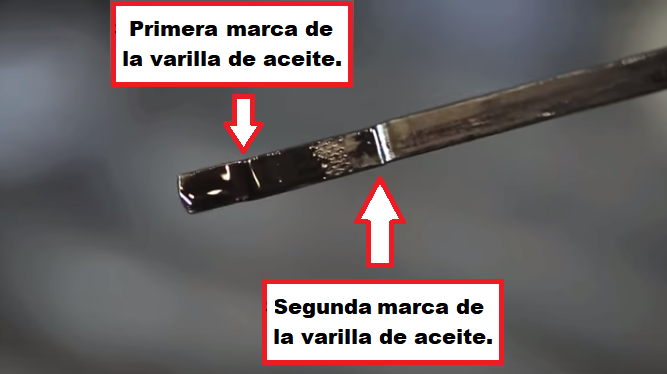 Primera marca de
la varilla de aceite.
Segunda marca de
la varilla de aceite.